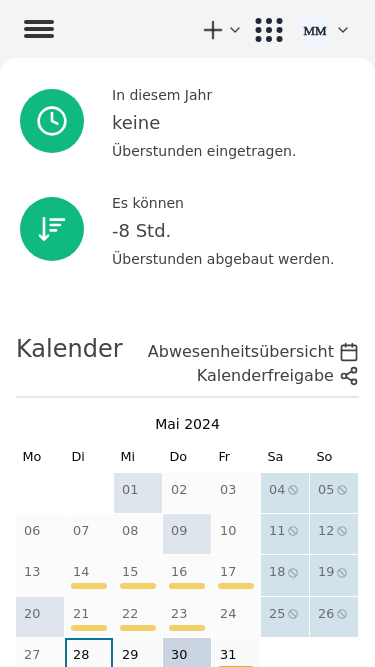 MM
In diesem Jahr
keine
Überstunden eingetragen.
Es können
-8 Std.
Überstunden abgebaut werden.
Kalender
Abwesenheitsübersicht
Kalenderfreigabe
Mai 2024
Mo Di Mi Do Fr Sa So
01 02 03 04 05
06 07 08 09 10 11 12
13 14 15 16 17 18 19
20 21 22 23 24 25 26
27 28 29 30 31